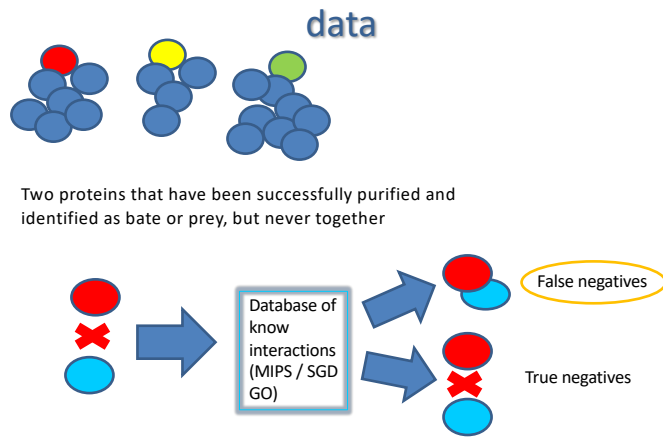 data
Two proteins that have been successfully purified and
identified as bate or prey, but never together
Database of
know
interactions
(MIPS / SGD
GO)
False negatives
True negatives